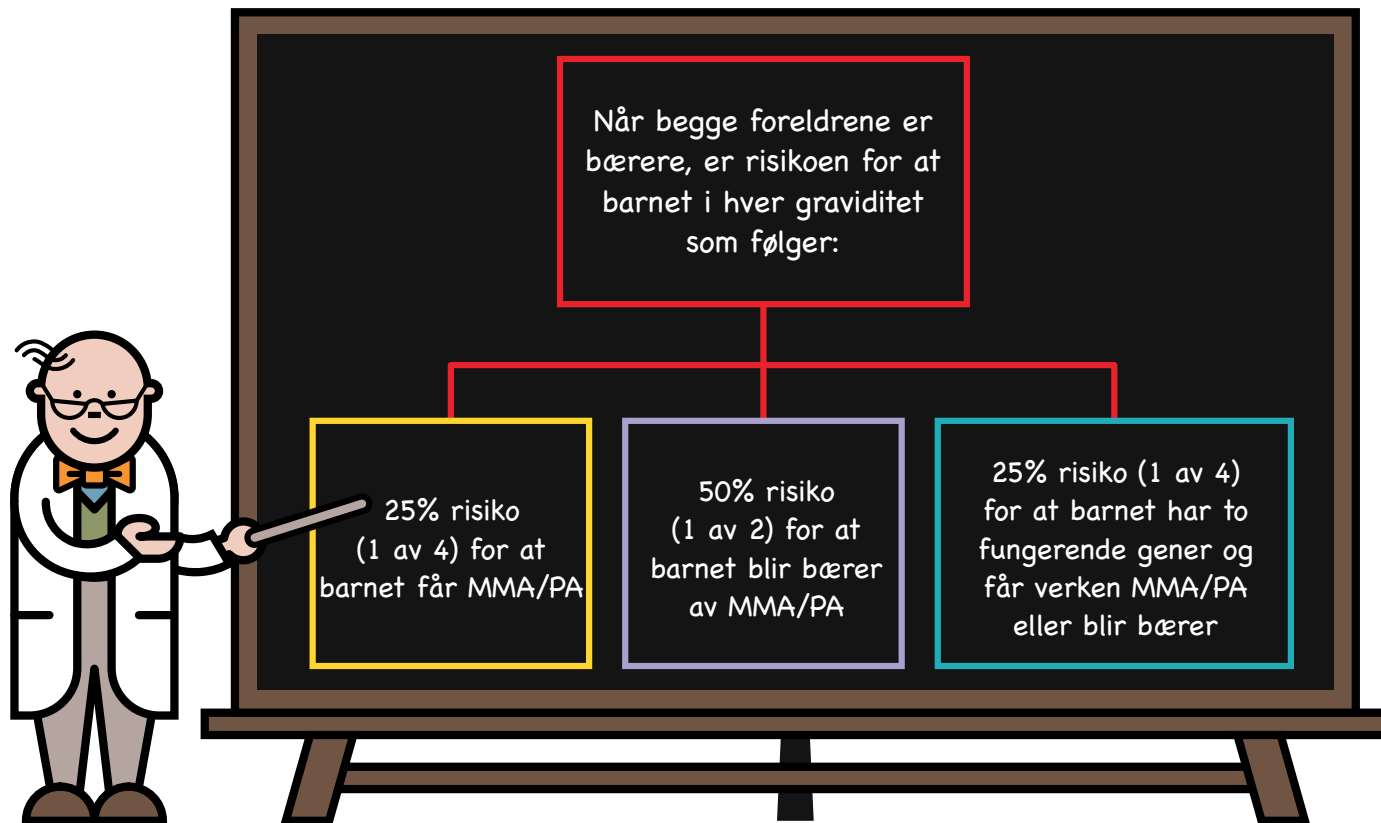 Når begge foreldrene er
bærere, er risikoen for at
barnet i hver graviditet
som følger:
25% risiko
(1 av 4) for at
barnet får MMA/PA
50% risiko
(1 av 2) for at
barnet blir bærer
av MMA/PA
25% risiko (1 av 4)
for at barnet har to
fungerende gener og
får verken MMA/PA
eller blir bærer